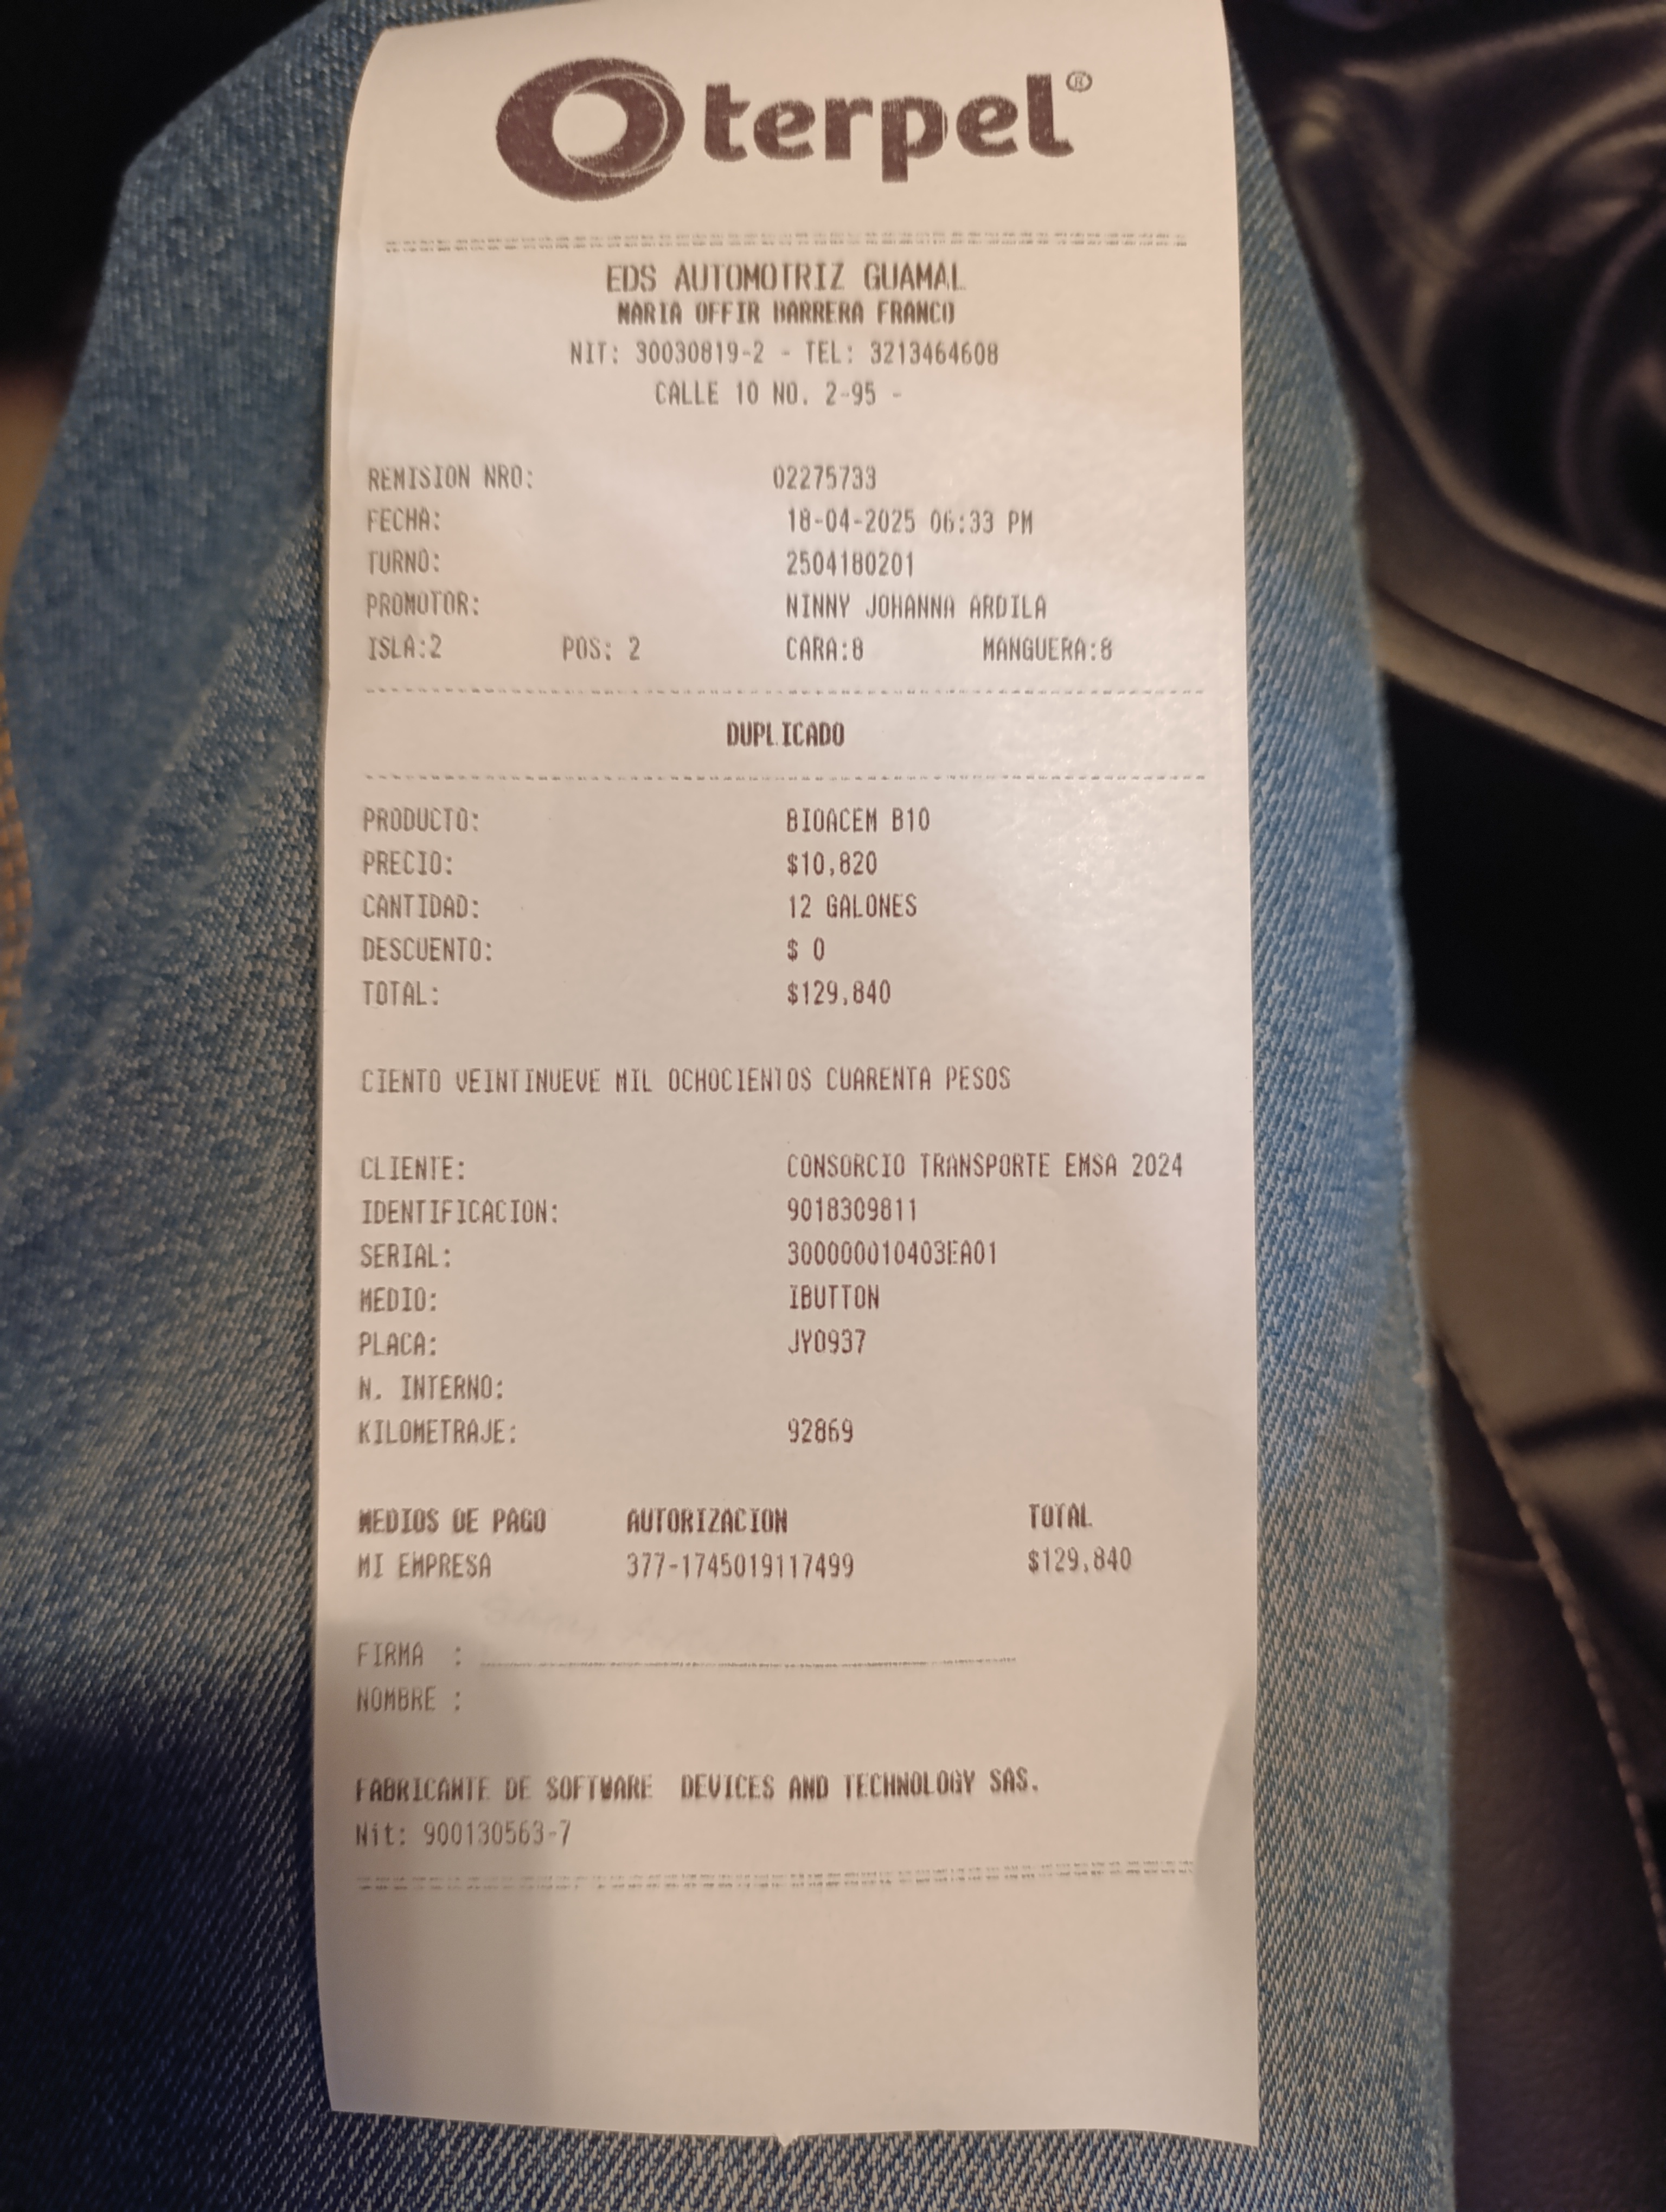 terpel®
EDS AUTOMOTRIZ GUAMAL
MARIA OFFIR BARRERA FRANCO
NIT: 30030819-2 - TEL: 3213464608
CALLE 10 NO. 2-95 -
REMISION NRO: 02275733
FECHA: 18-04-2025 06:33 PM
TURNO: 2504180201
PROMOTOR: NINNY JOHANNA ARDILA
ISLA:2 POS: 2 CARA:8 MANGUERA:8
DUPLICADO
PRODUCTO: BIOACEM B10
PRECIO: $10,820
CANTIDAD: 12 GALONES
DESCUENTO: $ 0
TOTAL: $129,840
CIENTO VEINTINUEVE MIL OCHOCIENTOS CUARENTA PESOS
CLIENTE: CONSORCIO TRANSPORTE EMSA 2024
IDENTIFICACION: 9018309811
SERIAL: 300000010403EA01
MEDIO: IBUTTON
PLACA: JYO937
N. INTERNO:
KILOMETRAJE: 92869
MEDIOS DE PAGO AUTORIZACION TOTAL
MI EMPRESA 377-1745019117499 $129,840
FIRMA :
NOMBRE :
FABRICANTE DE SOFTWARE DEVICES AND TECHNOLOGY SAS.
Nit: 900130563-7